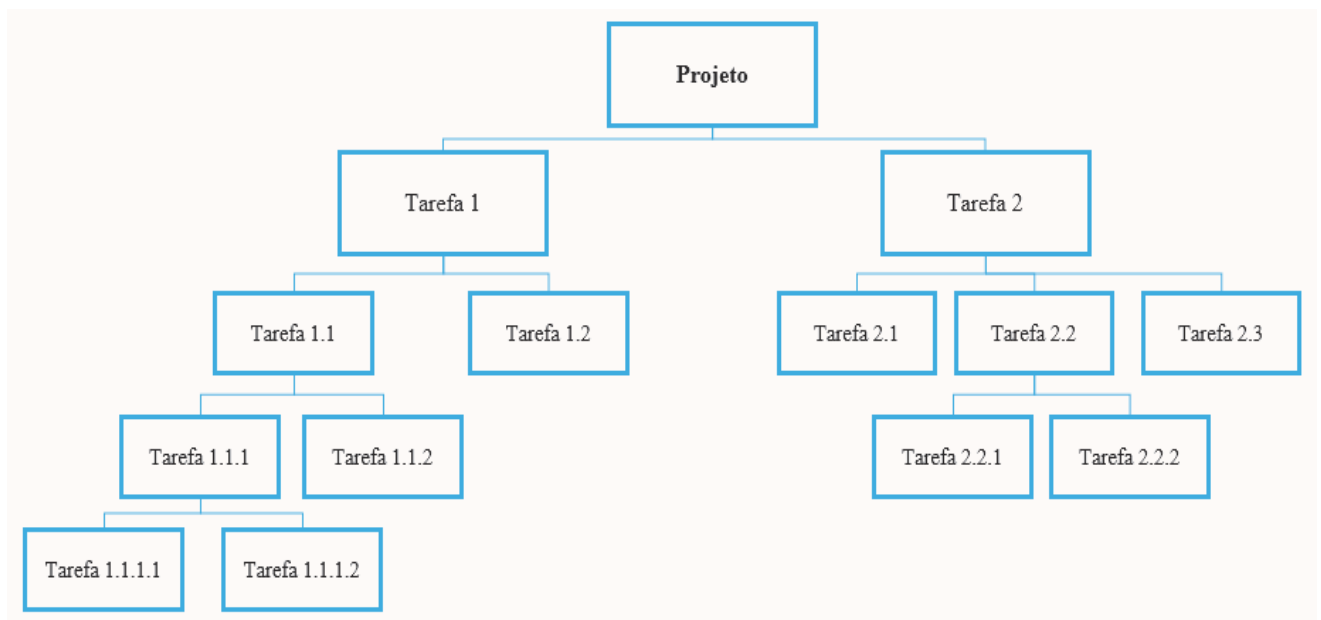 Projeto
Tarefa 1
Tarefa 2
Tarefa 1.1
Tarefa 1.2
Tarefa 2.1
Tarefa 2.2
Tarefa 2.3
Tarefa 1.1.1
Tarefa 1.1.2
Tarefa 2.2.1
Tarefa 2.2.2
Tarefa 1.1.1.1
Tarefa 1.1.1.2